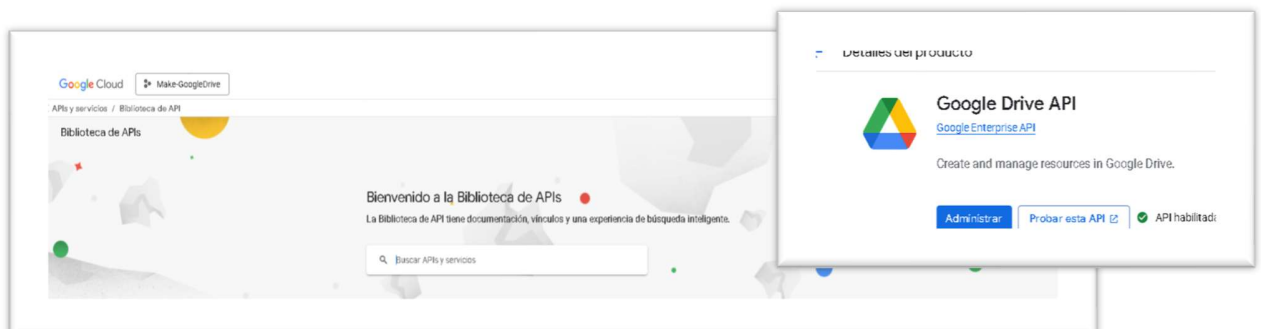 Google Cloud
Make-GoogleDrive
APIs y servicios / Biblioteca de API
Biblioteca de APIs
Bienvenido a la Biblioteca de APIs
La Biblioteca de API tiene documentación, vínculos y una experiencia de búsqueda inteligente.
Buscar APIs y servicios
Detalles del producto
Google Drive API
Google Enterprise API
Create and manage resources in Google Drive.
Administrar
Probar esta API
API habilitada